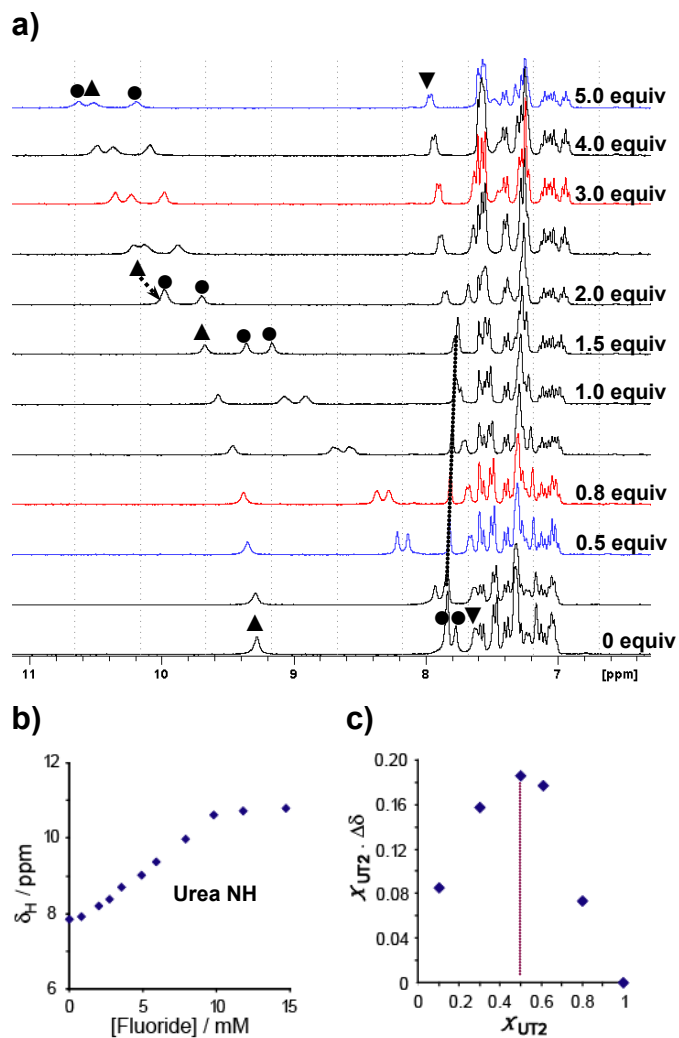 a)
5.0 equiv
4.0 equiv
3.0 equiv
2.0 equiv
1.5 equiv
1.0 equiv
0.8 equiv
0.5 equiv
0 equiv
11 10 9 8 7 [ppm]
b)
12
10
8
6
δH / ppm
Urea NH
0 5 10 15
[Fluoride] / mM
c)
0.20
0.16
0.12
0.08
0.04
0
χUT2 · Δδ
0 0.2 0.4 0.6 0.8 1
χUT2